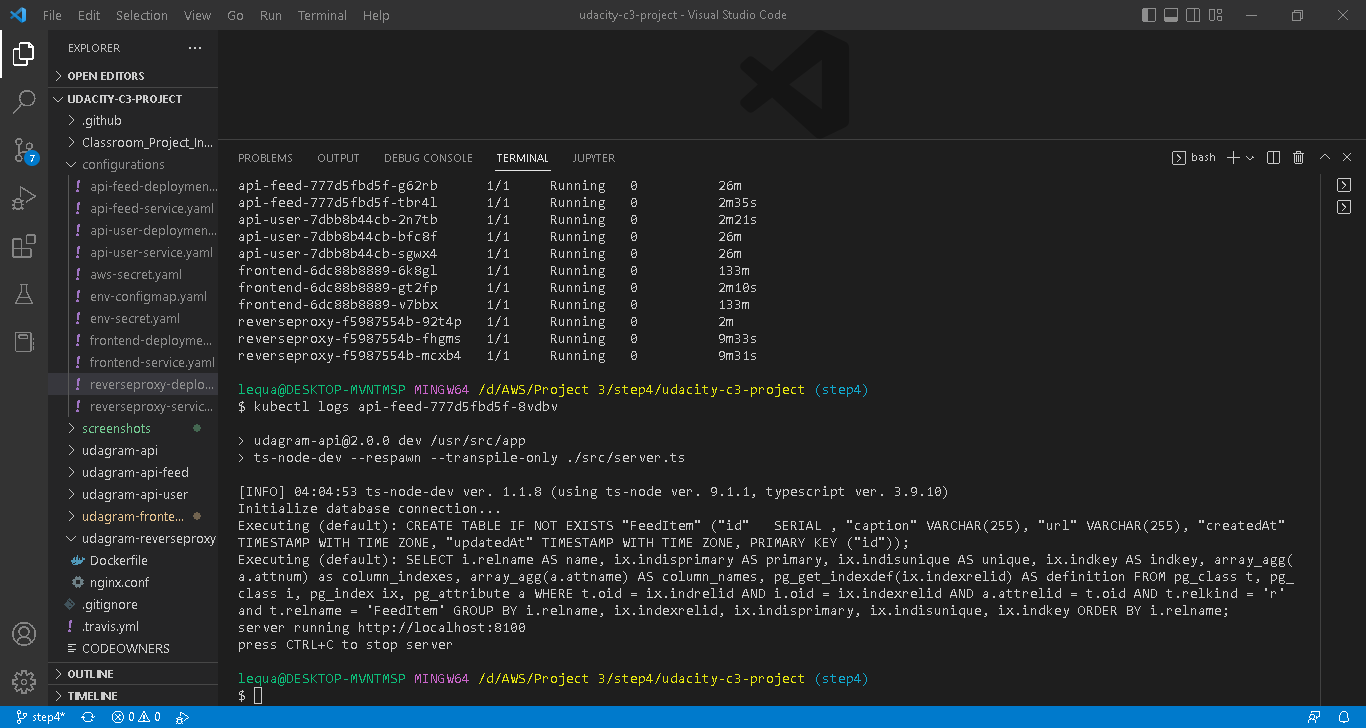 File Edit Selection View Go Run Terminal Help
udacity-c3-project - Visual Studio Code
EXPLORER
OPEN EDITORS
UDACITY-C3-PROJECT
.github
Classroom_Project_In...
configurations
! api-feed-deploymen...
! api-feed-service.yaml
! api-user-deploymen...
! api-user-service.yaml
! aws-secret.yaml
! env-configmap.yaml
! env-secret.yaml
! frontend-deployme...
! frontend-service.yaml
! reverseproxy-deplo...
! reverseproxy-servic...
screenshots
udagram-api
udagram-api-feed
udagram-api-user
udagram-fronte...
udagram-reverseproxy
Dockerfile
nginx.conf
.gitignore
! .travis.yml
CODEOWNERS
OUTLINE
TIMELINE
7
PROBLEMS OUTPUT DEBUG CONSOLE TERMINAL JUPYTER
bash
api-feed-777d5fbd5f-g62rb 1/1 Running 0 26m
api-feed-777d5fbd5f-tbr4l 1/1 Running 0 2m35s
api-user-7dbb8b44cb-2n7tb 1/1 Running 0 2m21s
api-user-7dbb8b44cb-bfc8f 1/1 Running 0 26m
api-user-7dbb8b44cb-sgwx4 1/1 Running 0 26m
frontend-6dc88b8889-6k8gl 1/1 Running 0 133m
frontend-6dc88b8889-gt2fp 1/1 Running 0 2m10s
frontend-6dc88b8889-v7bbx 1/1 Running 0 133m
reverseproxy-f5987554b-92t4p 1/1 Running 0 2m
reverseproxy-f5987554b-fhgms 1/1 Running 0 9m33s
reverseproxy-f5987554b-mcxb4 1/1 Running 0 9m31s
lequa@DESKTOP-MVNTMSP MINGW64 /d/AWS/Project 3/step4/udacity-c3-project (step4)
$ kubectl logs api-feed-777d5fbd5f-8vdbv
> udagram-api@2.0.0 dev /usr/src/app
> ts-node-dev --respawn --transpile-only ./src/server.ts
[INFO] 04:04:53 ts-node-dev ver. 1.1.8 (using ts-node ver. 9.1.1, typescript ver. 3.9.10)
Initialize database connection...
Executing (default): CREATE TABLE IF NOT EXISTS "FeedItem" ("id"   SERIAL , "caption" VARCHAR(255), "url" VARCHAR(255), "createdAt"
TIMESTAMP WITH TIME ZONE, "updatedAt" TIMESTAMP WITH TIME ZONE, PRIMARY KEY ("id"));
Executing (default): SELECT i.relname AS name, ix.indisprimary AS primary, ix.indisunique AS unique, ix.indkey AS indkey, array_agg(
a.attnum) as column_indexes, array_agg(a.attname) AS column_names, pg_get_indexdef(ix.indexrelid) AS definition FROM pg_class t, pg_
class i, pg_index ix, pg_attribute a WHERE t.oid = ix.indrelid AND i.oid = ix.indexrelid AND a.attrelid = t.oid AND t.relkind = 'r'
and t.relname = 'FeedItem' GROUP BY i.relname, ix.indexrelid, ix.indisprimary, ix.indisunique, ix.indkey ORDER BY i.relname;
server running http://localhost:8100
press CTRL+C to stop server
lequa@DESKTOP-MVNTMSP MINGW64 /d/AWS/Project 3/step4/udacity-c3-project (step4)
$
step4* 0 0